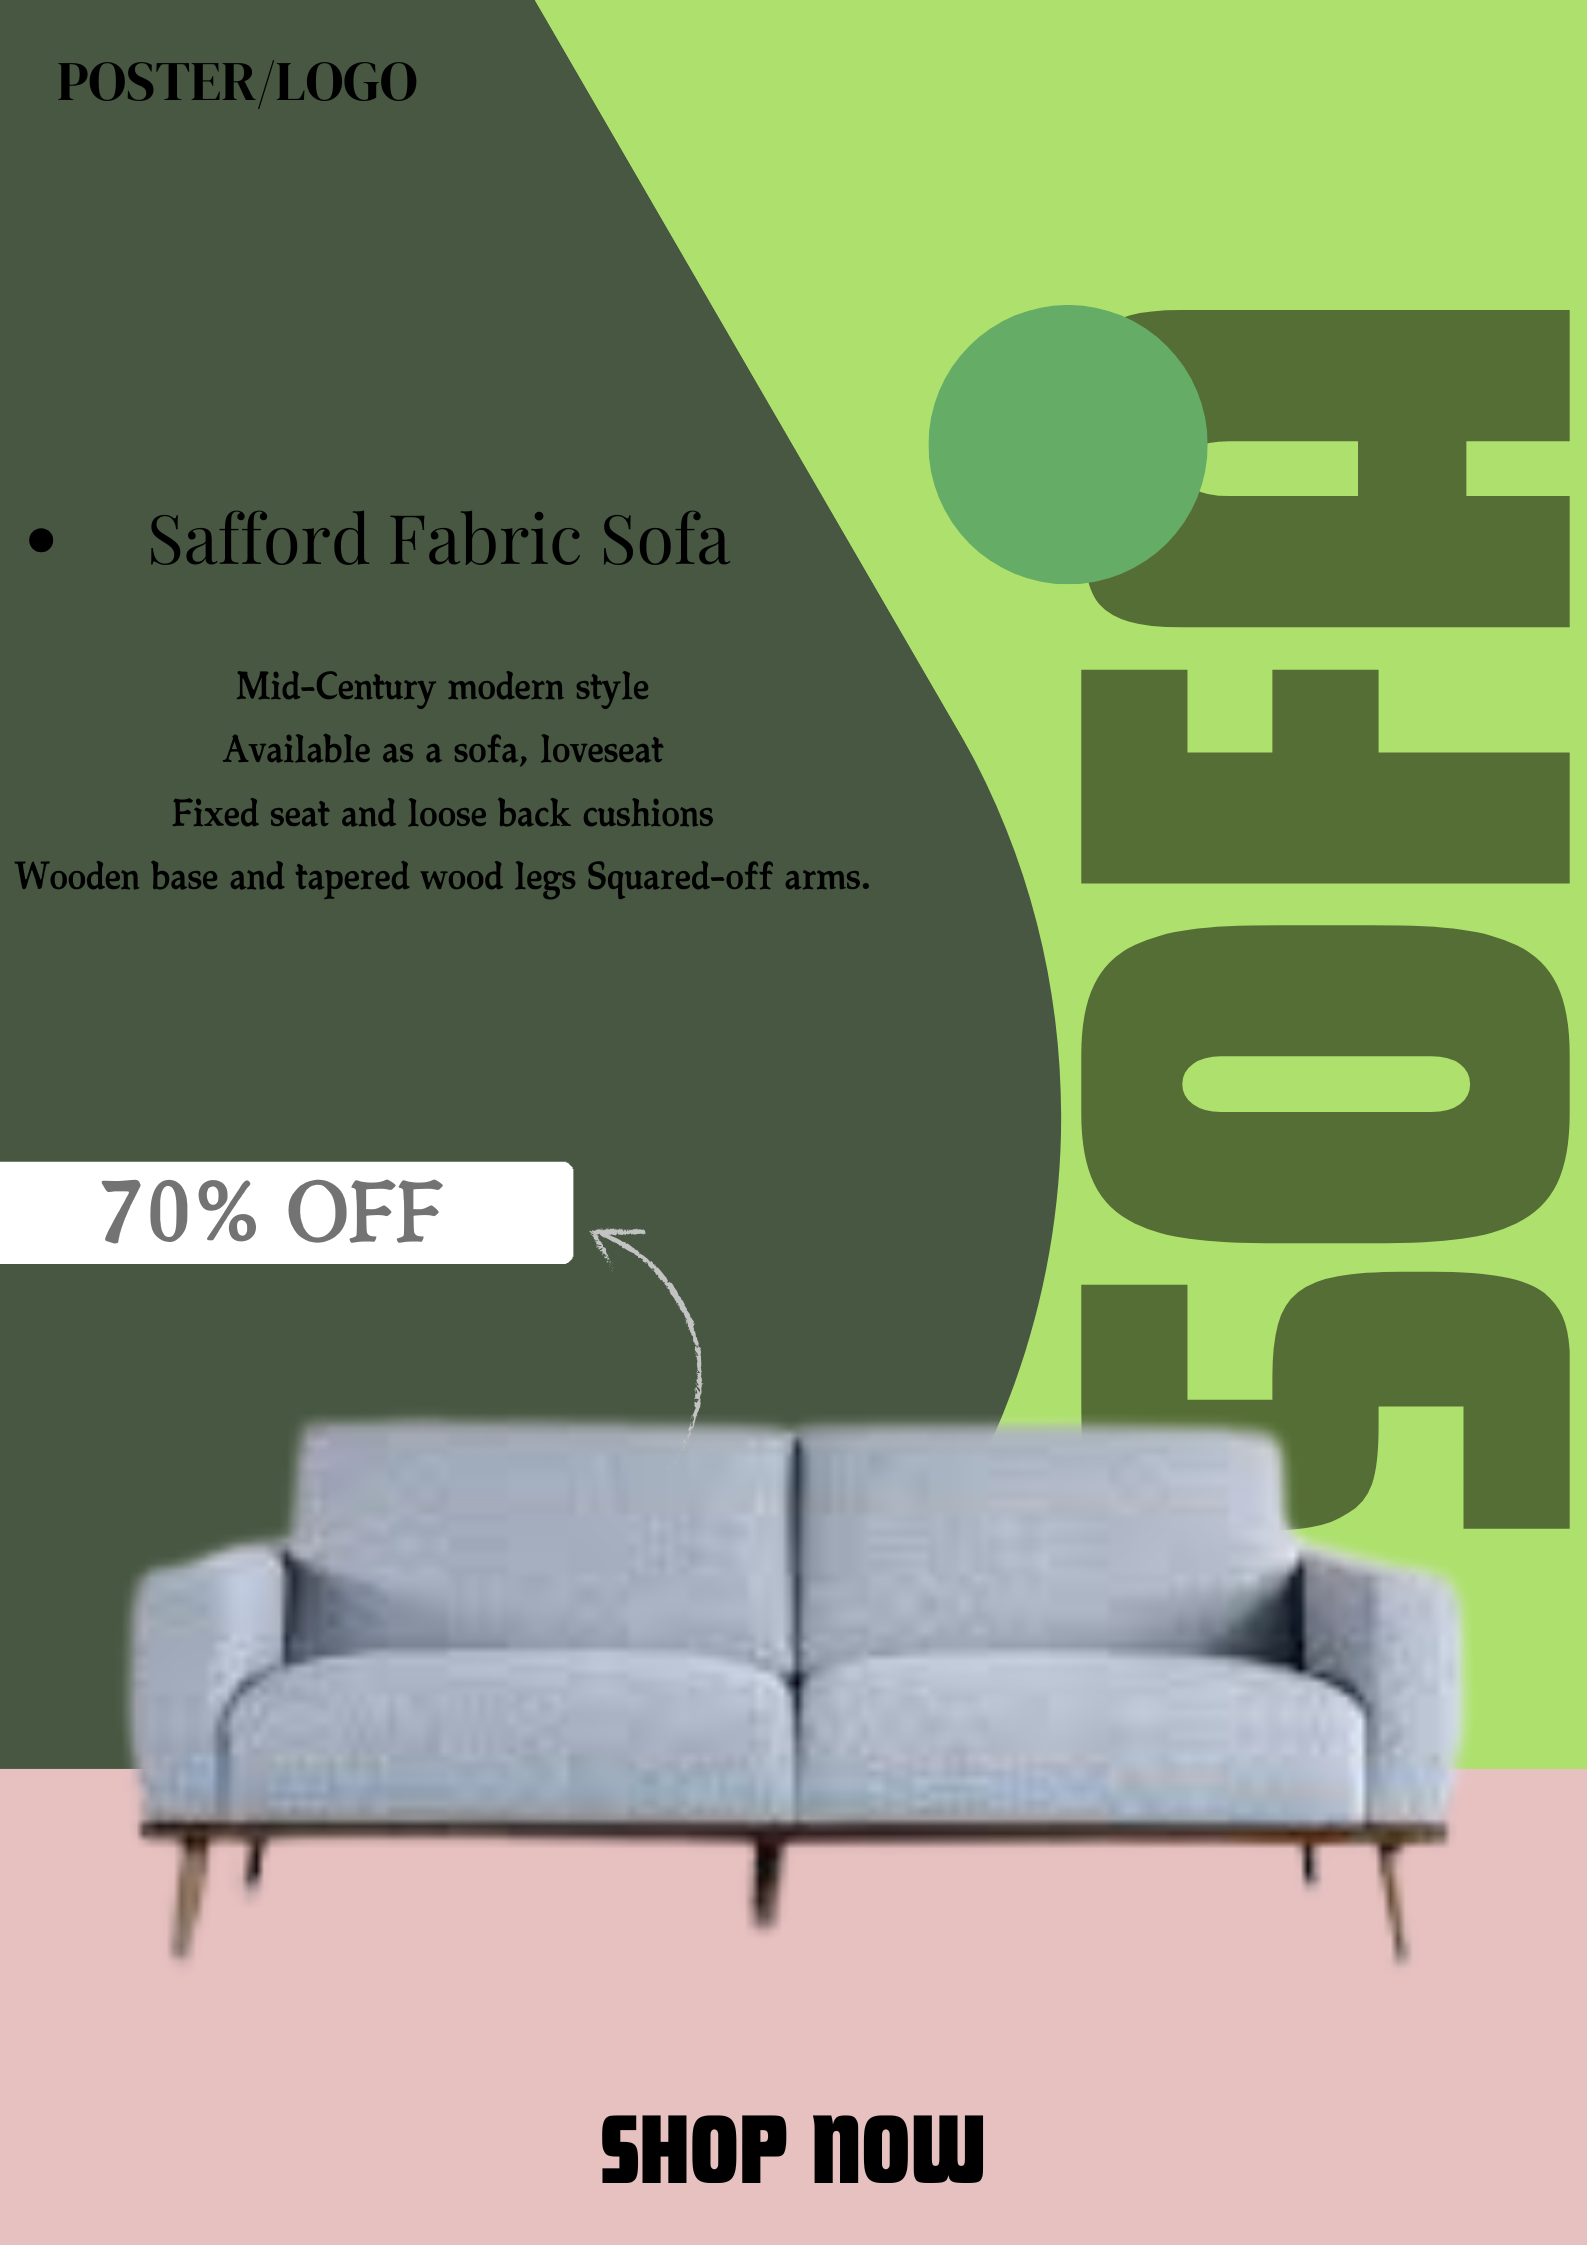 POSTER/LOGO
SOFA
• Safford Fabric Sofa
Mid-Century modern style
Available as a sofa, loveseat
Fixed seat and loose back cushions
Wooden base and tapered wood legs Squared-off arms.
70% OFF
SHOP NOW